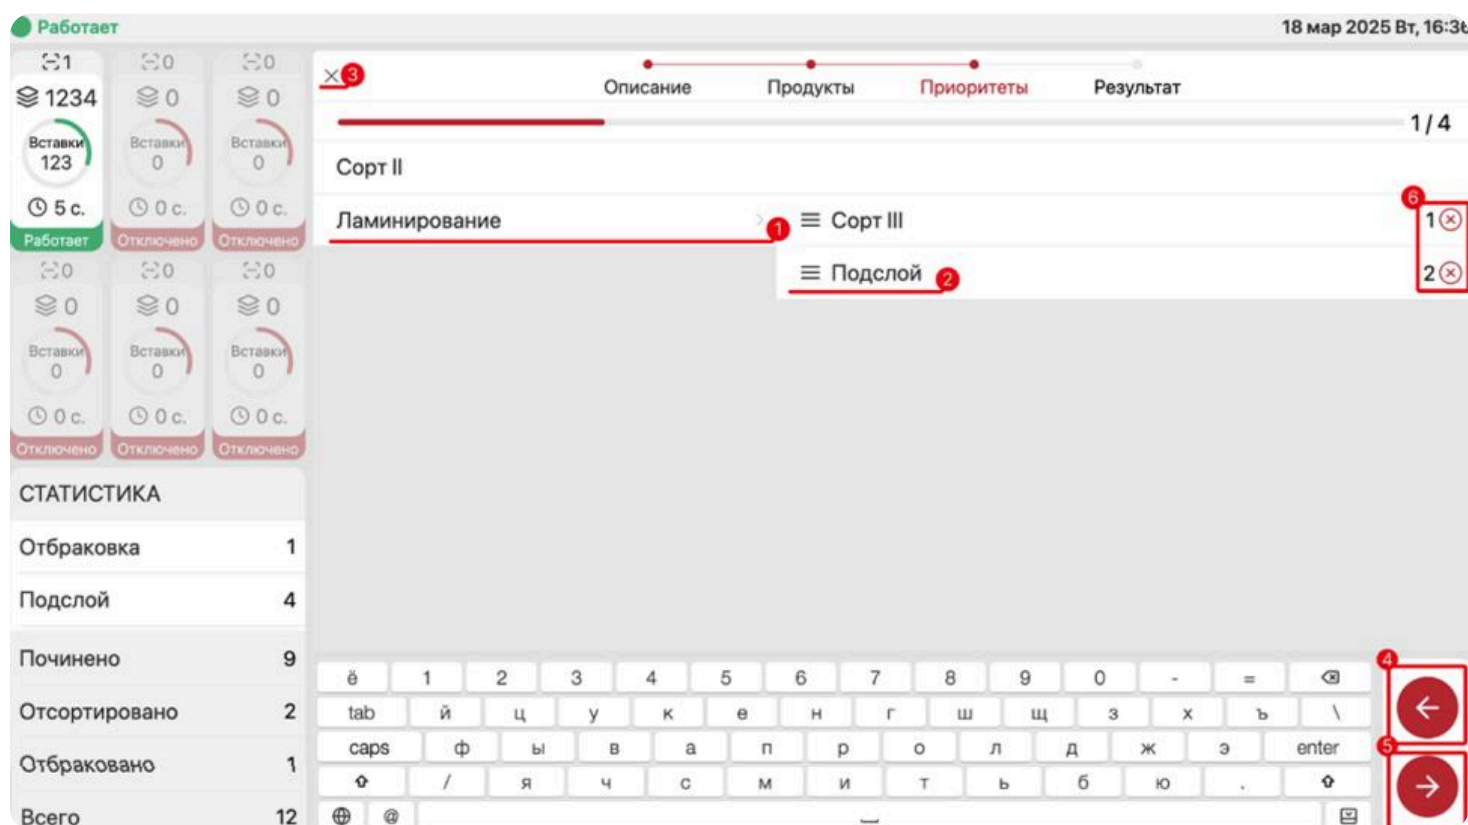 Работает
18 мар 2025 Вт, 16:36
1 0 0
1234 0 0
Вставки Вставки Вставки
123 0 0
5 с. 0 с. 0 с.
Работает Отключено Отключено
0 0 0
0 0 0
Вставки Вставки Вставки
0 0 0
0 с. 0 с. 0 с.
Отключено Отключено Отключено
СТАТИСТИКА
Отбраковка 1
Подслой 4
Починено 9
Отсортировано 2
Отбраковано 1
Всего 12
3
Описание Продукты Приоритеты Результат
1 / 4
Сорт II
Ламинирование 1
Сорт III 6 1
Подслой 2 2
ё 1 2 3 4 5 6 7 8 9 0 - =
tab й ц у к е н г ш щ з х ъ \
caps ф ы в а п р о л д ж э enter
/ я ч с м и т ь б ю .
@
4
5